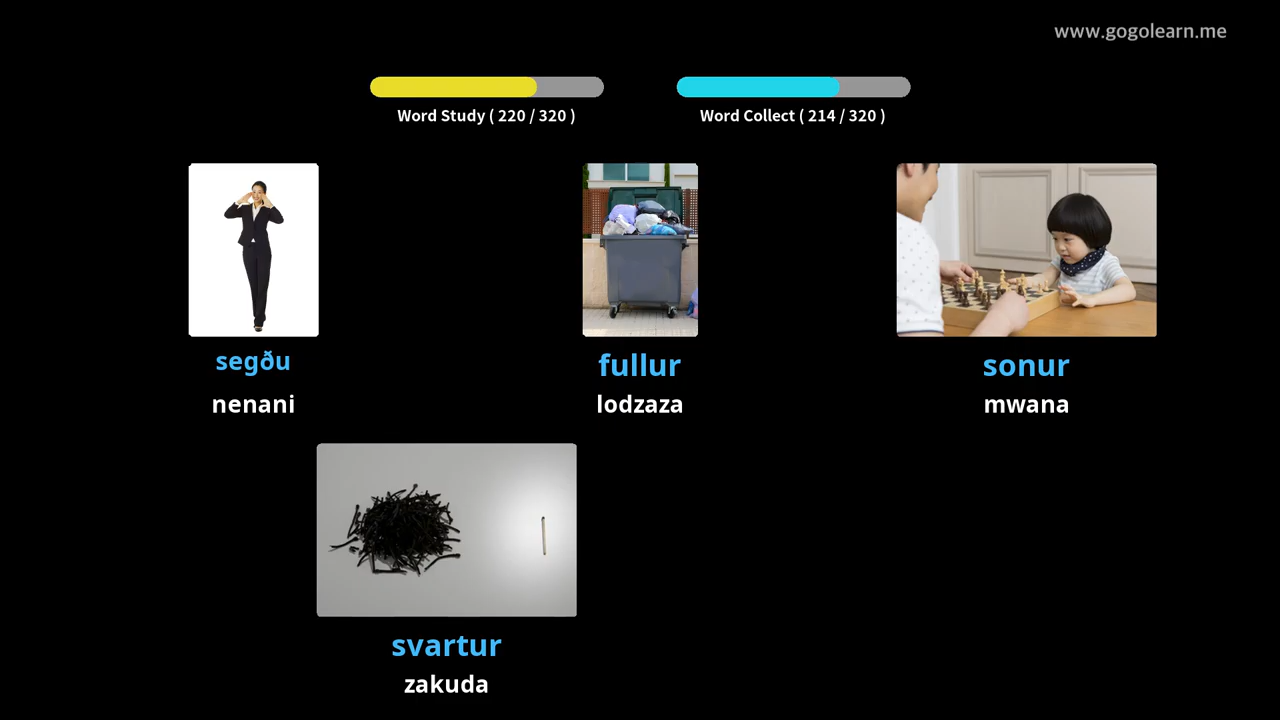 www.gogolearn.me
Word Study ( 220 / 320 )
Word Collect ( 214 / 320 )
segðu
nenani
fullur
lodzaza
sonur
mwana
svartur
zakuda